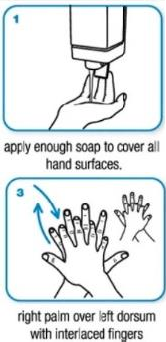 1
apply enough soap to cover all
hand surfaces.
3
right palm over left dorsum
with interlaced fingers